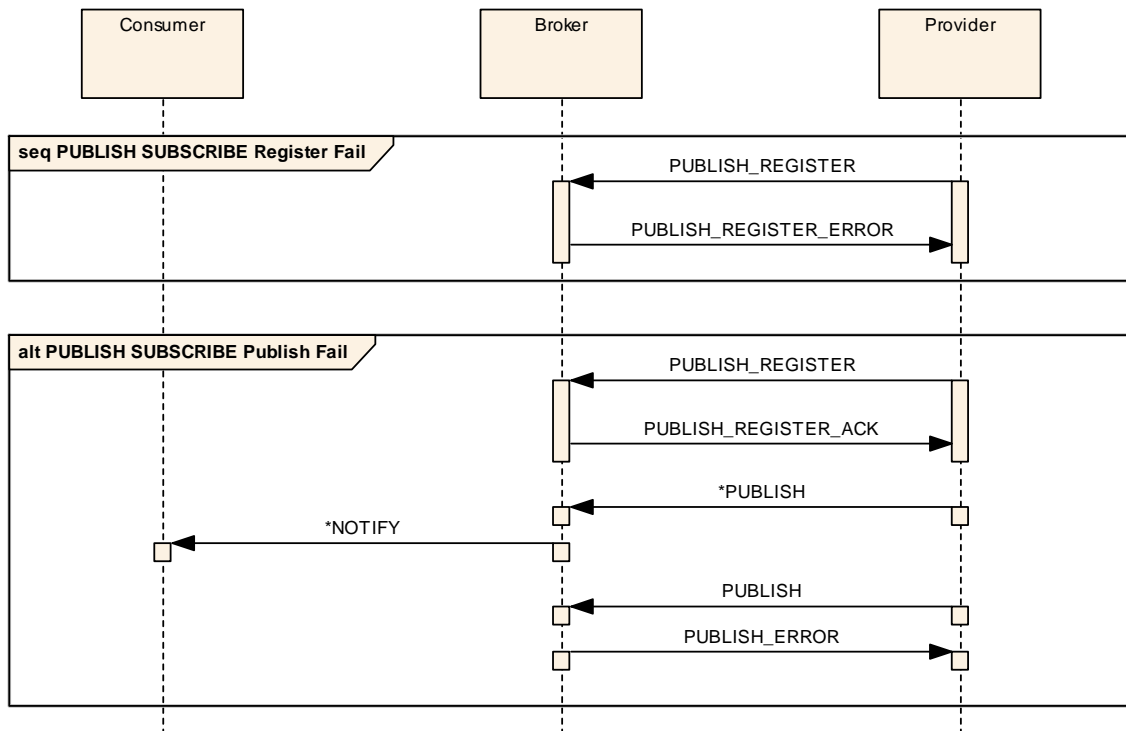 Consumer
Broker
Provider
seq PUBLISH SUBSCRIBE Register Fail
PUBLISH_REGISTER
PUBLISH_REGISTER_ERROR
alt PUBLISH SUBSCRIBE Publish Fail
PUBLISH_REGISTER
PUBLISH_REGISTER_ACK
*PUBLISH
*NOTIFY
PUBLISH
PUBLISH_ERROR